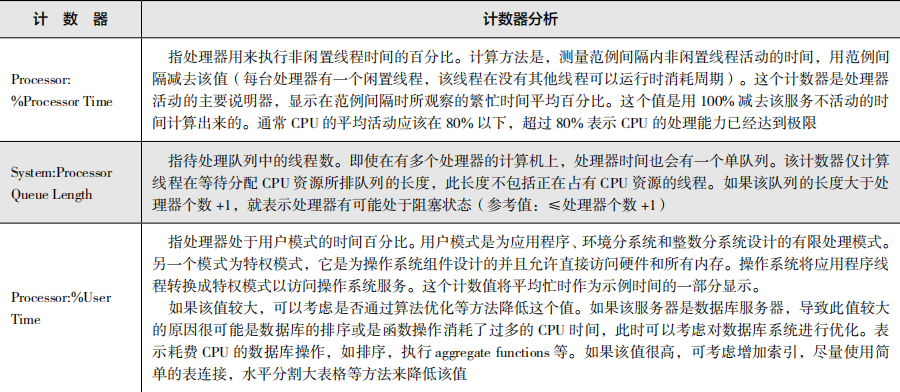 计 数 器
计数器分析
Processor:
%Processor Time
指处理器用来执行非闲置线程时间的百分比。计算方法是，测量范例间隔内非闲置线程活动的时间，用范例间
隔减去该值（每台处理器有一个闲置线程，该线程在没有其他线程可以运行时消耗周期）。这个计数器是处理器
活动的主要说明器，显示在范例间隔时所观察的繁忙时间平均百分比。这个值是用 100% 减去该服务不活动的时
间计算出来的。通常 CPU 的平均活动应该在 80% 以下，超过 80% 表示 CPU 的处理能力已经达到极限
System:Processor
Queue Length
指待处理队列中的线程数。即使在有多个处理器的计算机上，处理器时间也会有一个单队列。该计数器仅计算
线程在等待分配 CPU 资源所排队列的长度，此长度不包括正在占有 CPU 资源的线程。如果该队列的长度大于处
理器个数 +1，就表示处理器有可能处于阻塞状态（参考值：≤处理器个数 +1）
Processor:%User
Time
指处理器处于用户模式的时间百分比。用户模式是为应用程序、环境分系统和整数分系统设计的有限处理模式。
另一个模式为特权模式，它是为操作系统组件设计的并且允许直接访问硬件和所有内存。操作系统将应用程序线
程转换成特权模式以访问操作系统服务。这个计数值将平均忙时作为示例时间的一部分显示。
如果该值较大，可以考虑是否通过算法优化等方法降低这个值。如果该服务器是数据库服务器，导致此值较大
的原因很可能是数据库的排序或是函数操作消耗了过多的 CPU 时间，此时可以考虑对数据库系统进行优化。表
示耗费 CPU 的数据库操作，如排序，执行 aggregate functions 等。如果该值很高，可考虑增加索引，尽量使用简
单的表连接，水平分割大表格等方法来降低该值